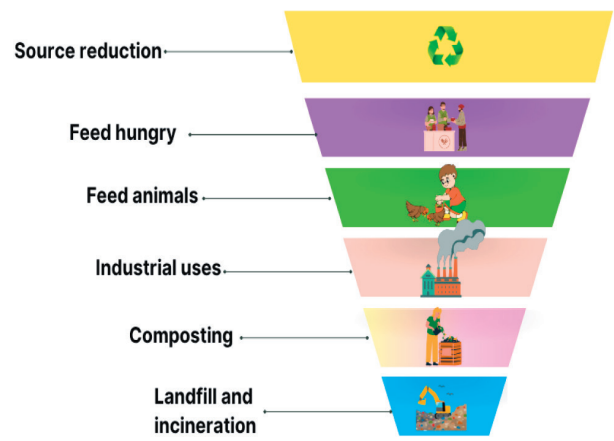 Source reduction
Feed hungry
Feed animals
Industrial uses
Composting
Landfill and
incineration